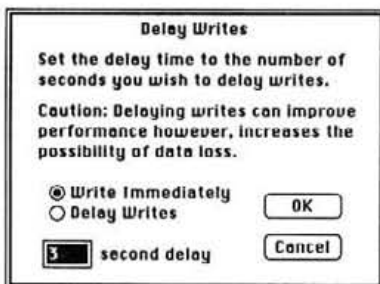 Delay Writes
Set the delay time to the number of
seconds you wish to delay writes.
Caution: Delaying writes can improve
performance however, increases the
possibility of data loss.
Write Immediately
Delay Writes
OK
3 second delay
Cancel